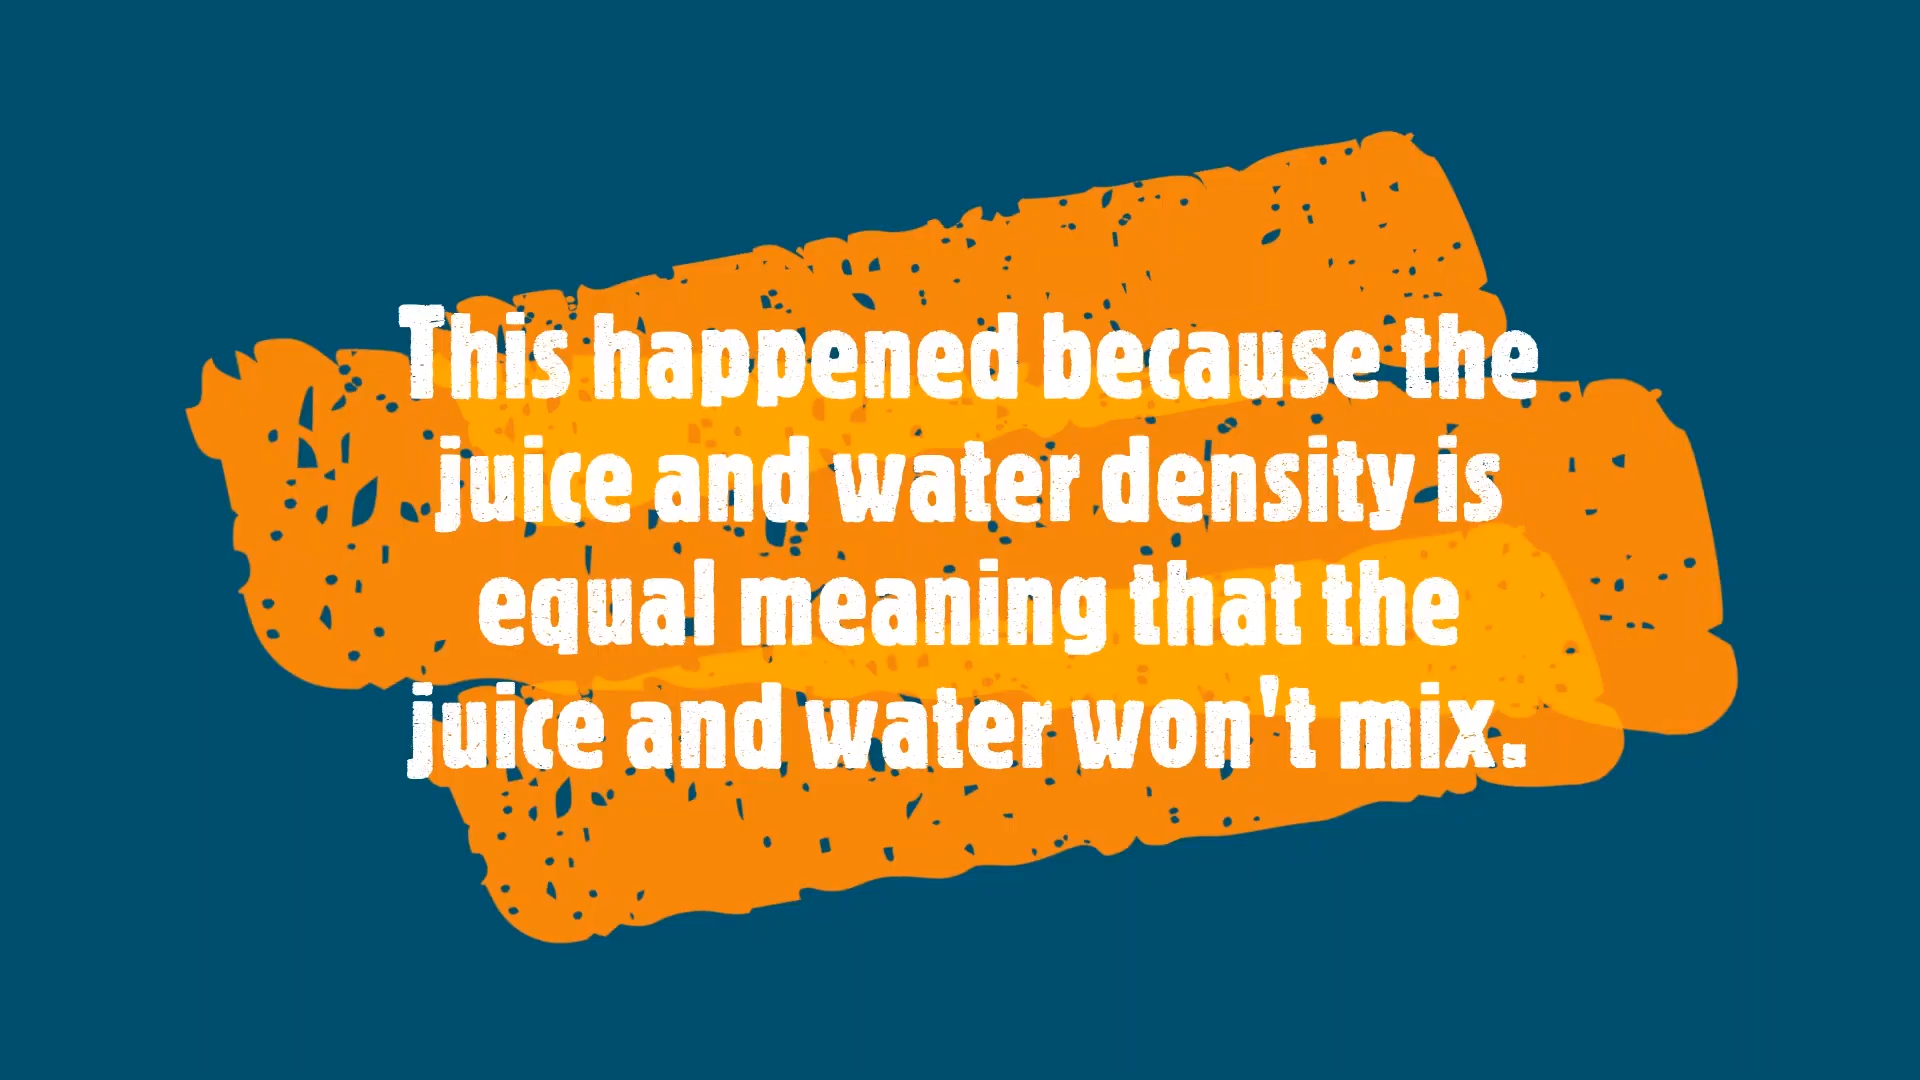 This happened because the
juice and water density is
equal meaning that the
juice and water won't mix.